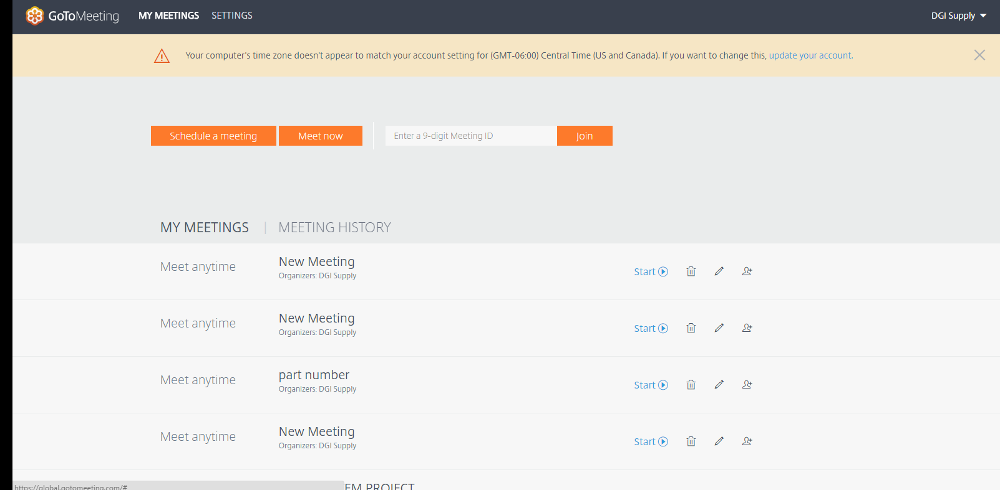 GoToMeeting MY MEETINGS SETTINGS DGI Supply
Your computer's time zone doesn't appear to match your account setting for (GMT-06:00) Central Time (US and Canada). If you want to change this, update your account.
Schedule a meeting Meet now Enter a 9-digit Meeting ID Join
MY MEETINGS | MEETING HISTORY
Meet anytime New Meeting Start
Organizers: DGI Supply
Meet anytime New Meeting Start
Organizers: DGI Supply
Meet anytime part number Start
Organizers: DGI Supply
Meet anytime New Meeting Start
Organizers: DGI Supply
https://global.gotomeeting.com/# PROJECT